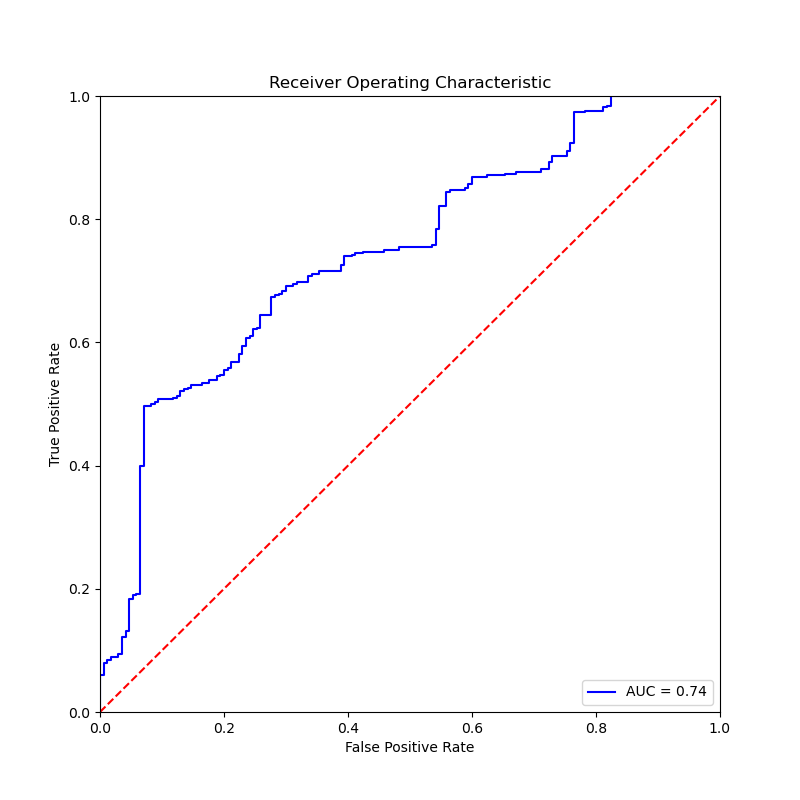 Receiver Operating Characteristic
1.0
0.8
0.6
0.4
0.2
0.0
True Positive Rate
AUC = 0.74
0.0 0.2 0.4 0.6 0.8 1.0
False Positive Rate